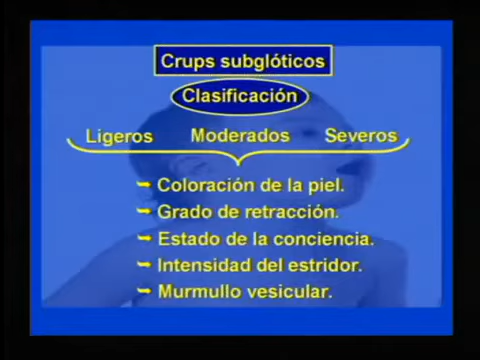 Crups subglóticos
Clasificación
Ligeros Moderados Severos
Coloración de la piel.
Grado de retracción.
Estado de la conciencia.
Intensidad del estridor.
Murmullo vesicular.